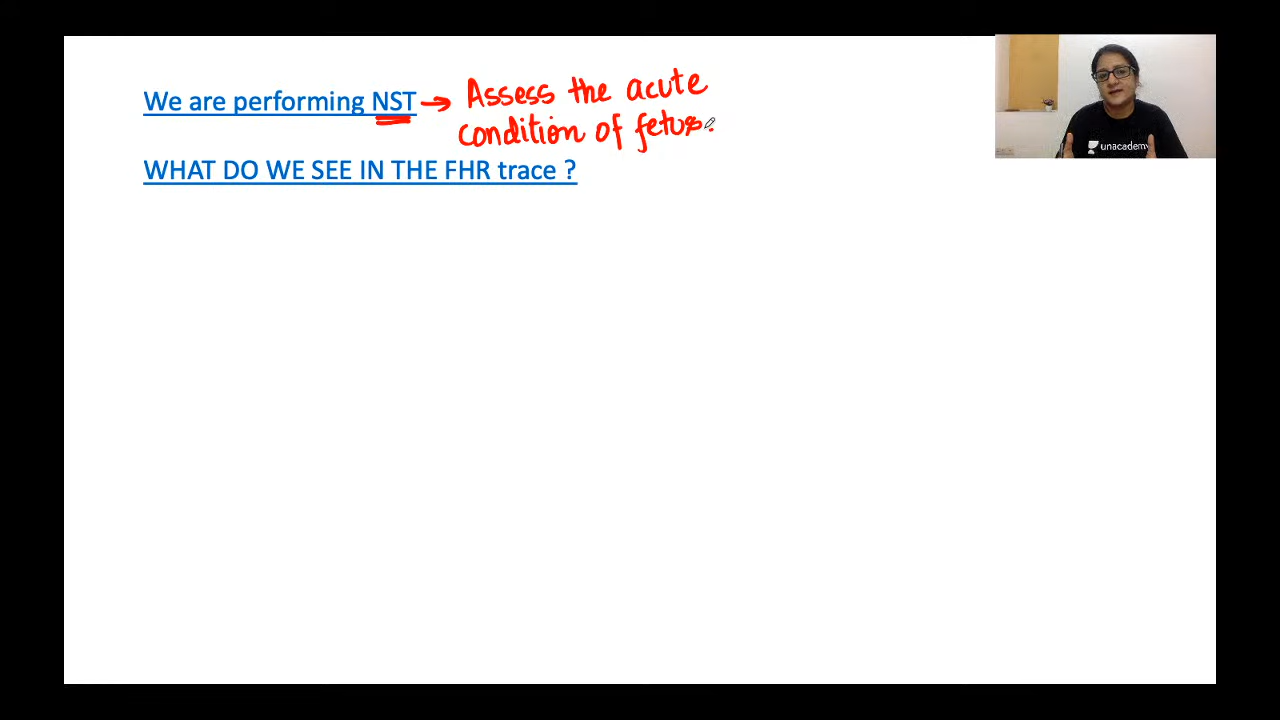 We are performing NST → Assess the acute
condition of fetus.
WHAT DO WE SEE IN THE FHR trace ?
unacademy